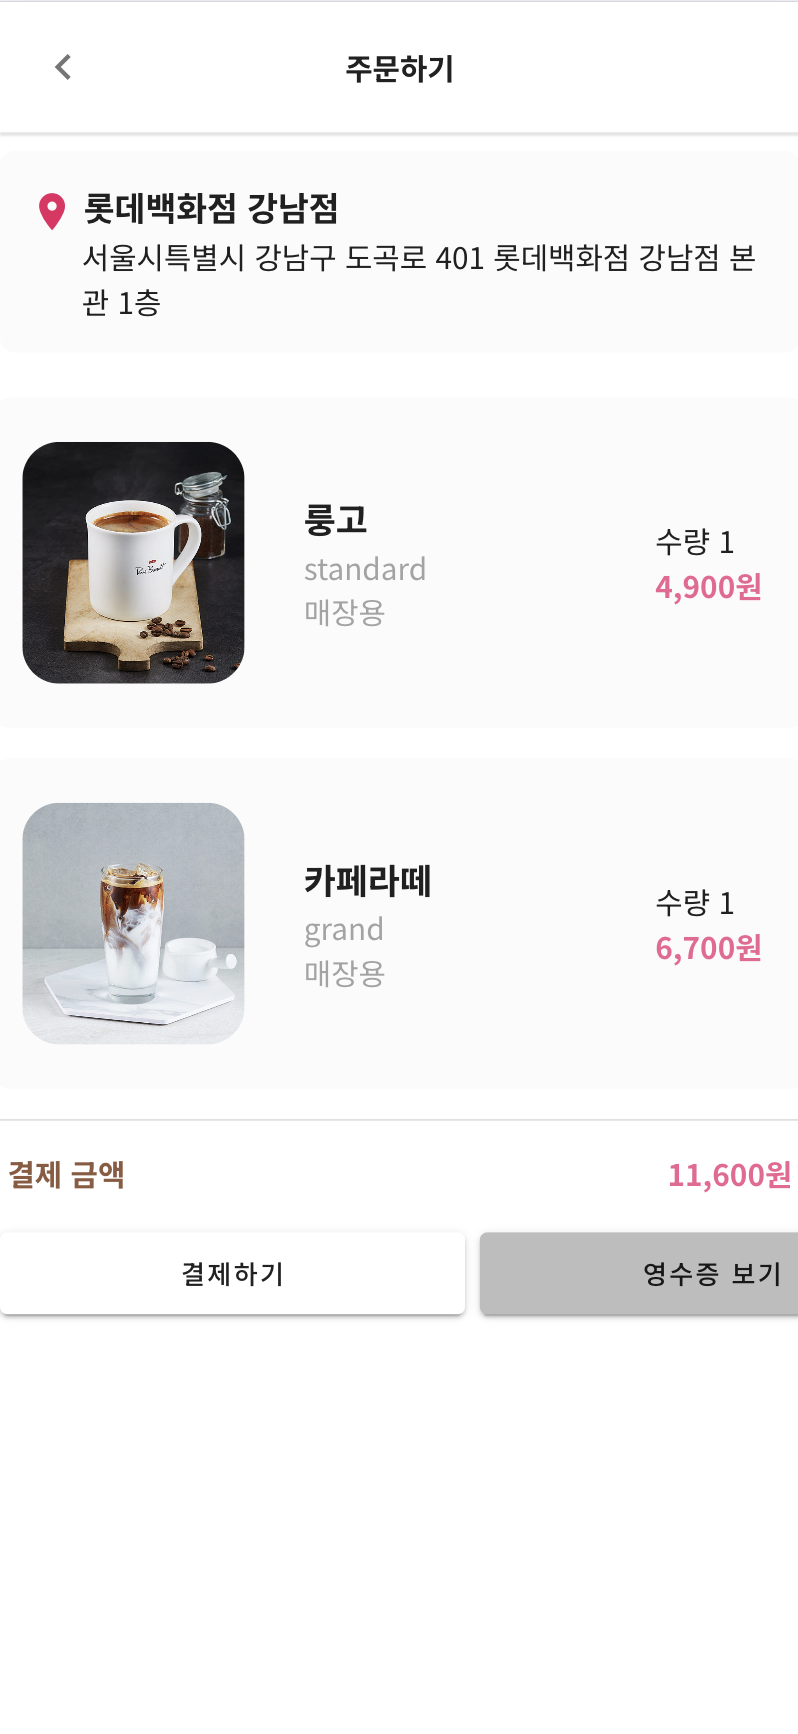 주문하기
롯데백화점 강남점
서울시특별시 강남구 도곡로 401 롯데백화점 강남점 본
관 1층
룽고
standard
매장용
수량 1
4,900원
카페라떼
grand
매장용
수량 1
6,700원
결제 금액
11,600원
결제하기
영수증 보기